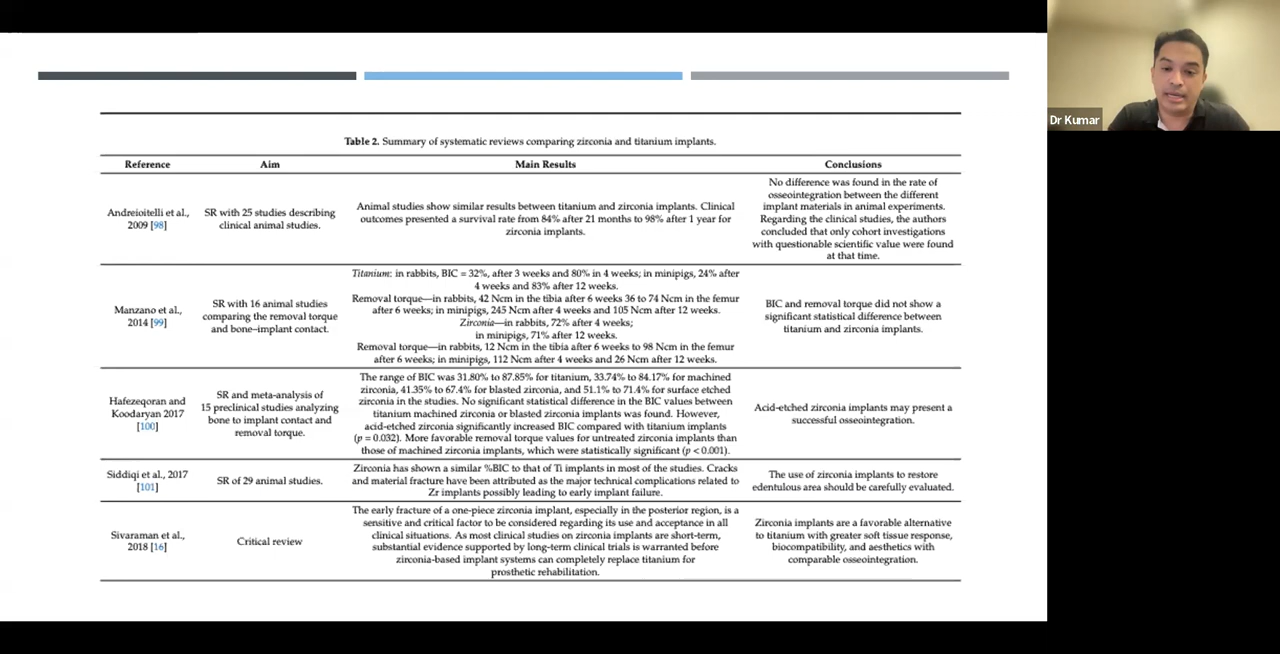 Dr Kumar
Table 2. Summary of systematic reviews comparing zirconia and titanium implants.
Reference Aim Main Results Conclusions
Andreioitelli et al.,
2009 [98]
SR with 25 studies describing
clinical animal studies.
Animal studies show similar results between titanium and zirconia implants. Clinical
outcomes presented a survival rate from 84% after 21 months to 98% after 1 year for
zirconia implants.
No difference was found in the rate of
osseointegration between the different
implant materials in animal experiments.
Regarding the clinical studies, the authors
concluded that only cohort investigations
with questionable scientific value were found
at that time.
Manzano et al.,
2014 [99]
SR with 16 animal studies
comparing the removal torque
and bone–implant contact.
Titanium: in rabbits, BIC = 32%, after 3 weeks and 80% in 4 weeks; in minipigs, 24% after
4 weeks and 83% after 12 weeks.
Removal torque—in rabbits, 42 Ncm in the tibia after 6 weeks 36 to 74 Ncm in the femur
after 6 weeks; in minipigs, 245 Ncm after 4 weeks and 105 Ncm after 12 weeks.
Zirconia—in rabbits, 72% after 4 weeks;
in minipigs, 71% after 12 weeks.
Removal torque—in rabbits, 12 Ncm in the tibia after 6 weeks to 98 Ncm in the femur
after 6 weeks; in minipigs, 112 Ncm after 4 weeks and 26 Ncm after 12 weeks.
BIC and removal torque did not show a
significant statistical difference between
titanium and zirconia implants.
Hafezeqoran and
Koodaryan 2017
[100]
SR and meta-analysis of
15 preclinical studies analyzing
bone to implant contact and
removal torque.
The range of BIC was 31.80% to 87.85% for titanium, 33.74% to 84.17% for machined
zirconia, 41.35% to 67.4% for blasted zirconia, and 51.1% to 71.4% for surface etched
zirconia in the studies. No significant statistical difference in the BIC values between
titanium machined zirconia or blasted zirconia implants was found. However,
acid-etched zirconia significantly increased BIC compared with titanium implants
(p = 0.032). More favorable removal torque values for untreated zirconia implants than
those of machined zirconia implants, which were statistically significant (p < 0.001).
Acid-etched zirconia implants may present a
successful osseointegration.
Siddiqi et al., 2017
[101]
SR of 29 animal studies.
Zirconia has shown a similar %BIC to that of Ti implants in most of the studies. Cracks
and material fracture have been attributed as the major technical complications related to
Zr implants possibly leading to early implant failure.
The use of zirconia implants to restore
edentulous area should be carefully evaluated.
Sivaraman et al.,
2018 [16]
Critical review
The early fracture of a one-piece zirconia implant, especially in the posterior region, is a
sensitive and critical factor to be considered regarding its use and acceptance in all
clinical situations. As most clinical studies on zirconia implants are short-term,
substantial evidence supported by long-term clinical trials is warranted before
zirconia-based implant systems can completely replace titanium for
prosthetic rehabilitation.
Zirconia implants are a favorable alternative
to titanium with greater soft tissue response,
biocompatibility, and aesthetics with
comparable osseointegration.